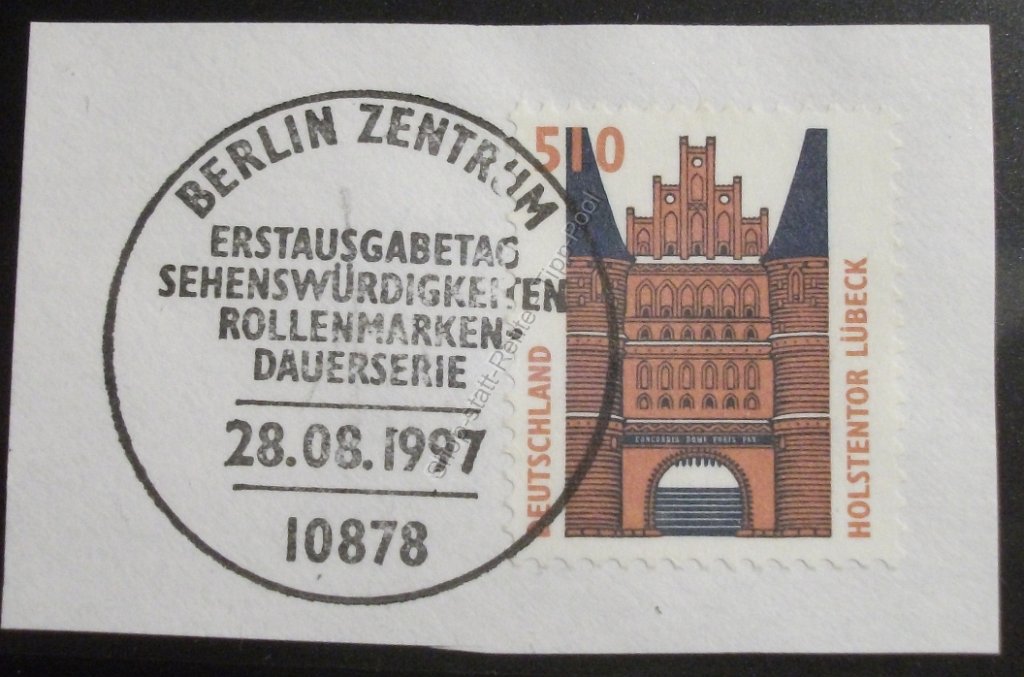 BERLIN ZENTRUM
ERSTAUSGABETAG
SEHENSWÜRDIGKEITEN
ROLLENMARKEN-
DAUERSERIE
28.08.1997
10878
510
DEUTSCHLAND
HOLSTENTOR LÜBECK
CONCORDIA DOMI FORIS PAX